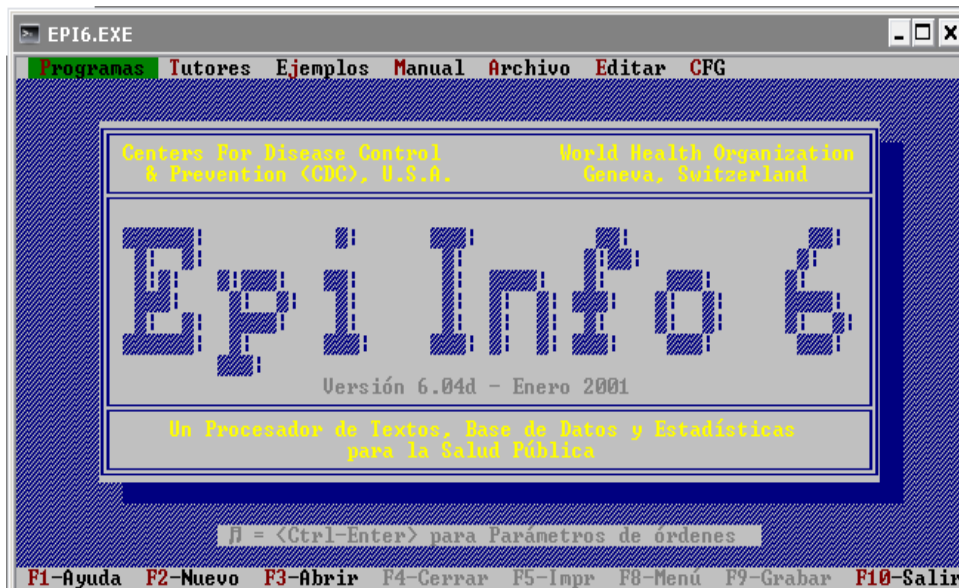 EPI6.EXE
Programas Tutores Ejemplos Manual Archivo Editar CFG
Centers For Disease Control World Health Organization
& Prevention (CDC), U.S.A. Geneva, Switzerland
Epi Info 6
Versión 6.04d - Enero 2001
Un Procesador de Textos, Base de Datos y Estadísticas
para la Salud Pública
♫ = <Ctrl-Enter> para Parámetros de órdenes
F1-Ayuda F2-Nuevo F3-Abrir F4-Cerrar F5-Impr F8-Menú F9-Grabar F10-Salir